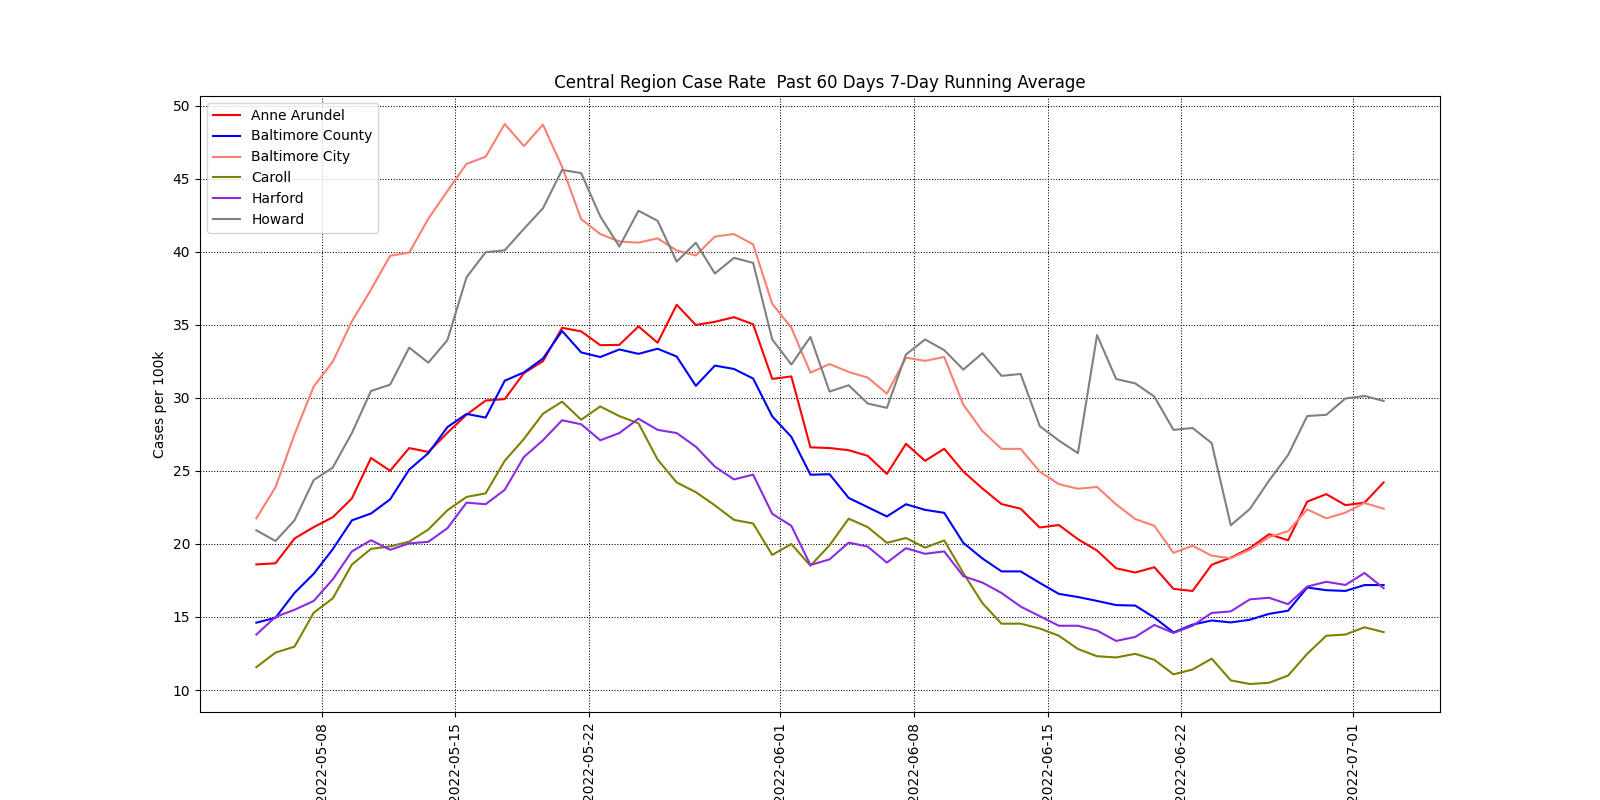 Central Region Case Rate  Past 60 Days 7-Day Running Average
Anne Arundel
Baltimore County
Baltimore City
Caroll
Harford
Howard
Cases per 100k
50
45
40
35
30
25
20
15
10
2022-05-08
2022-05-15
2022-05-22
2022-06-01
2022-06-08
2022-06-15
2022-06-22
2022-07-01